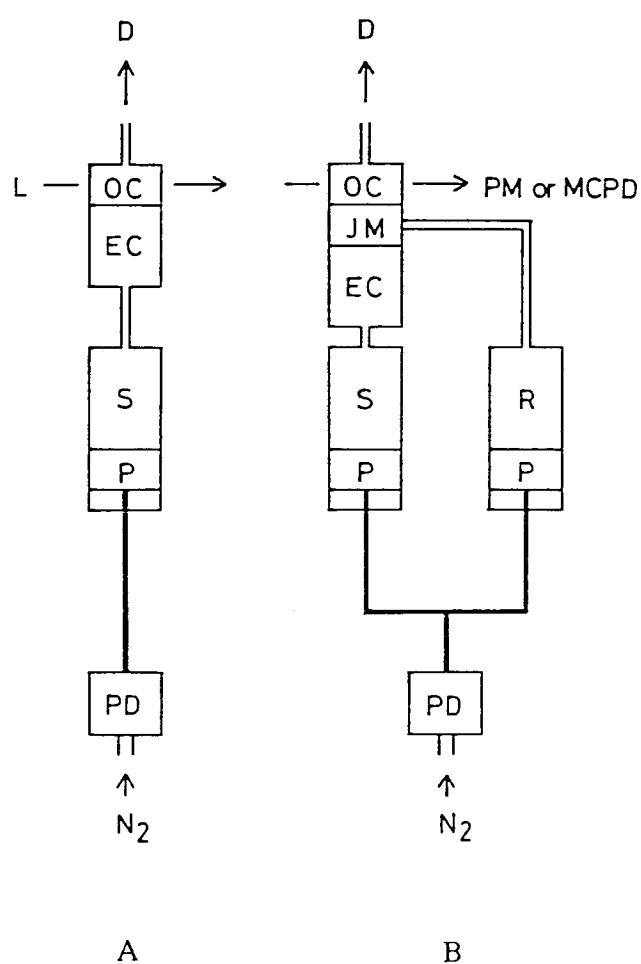 D D
L OC OC PM or MCPD
EC JM
EC
S S R
P P P
PD PD
N2 N2
A B